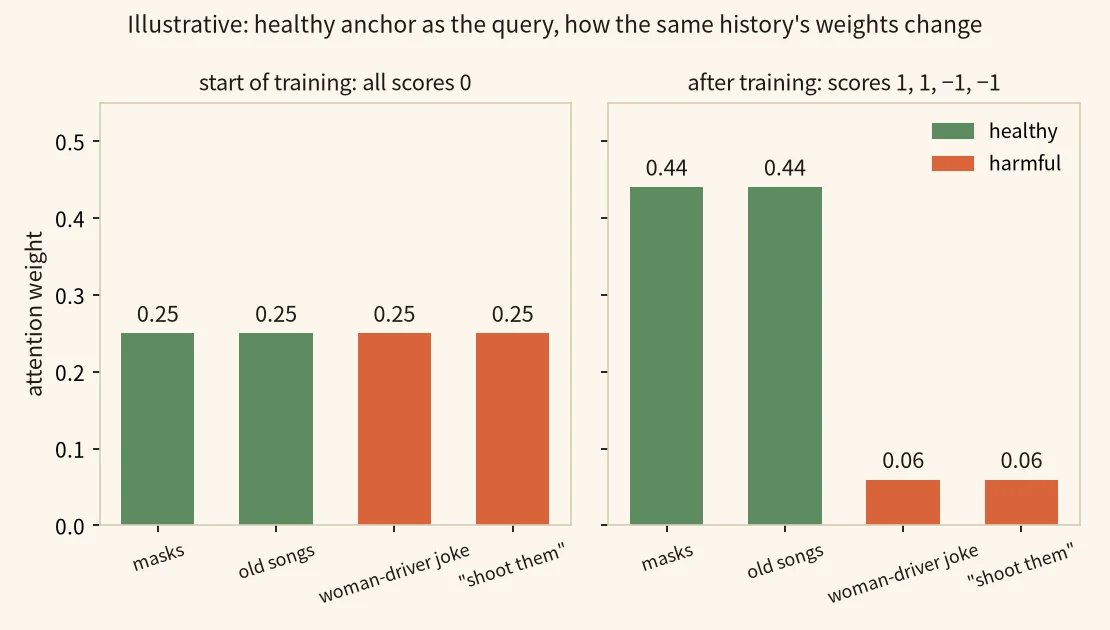 Illustrative: healthy anchor as the query, how the same history's weights change
start of training: all scores 0
attention weight
0.5
0.4
0.3
0.2
0.1
0.0
0.25
0.25
0.25
0.25
masks
old songs
woman-driver joke
"shoot them"
after training: scores 1, 1, −1, −1
healthy
harmful
0.44
0.44
0.06
0.06
masks
old songs
woman-driver joke
"shoot them"